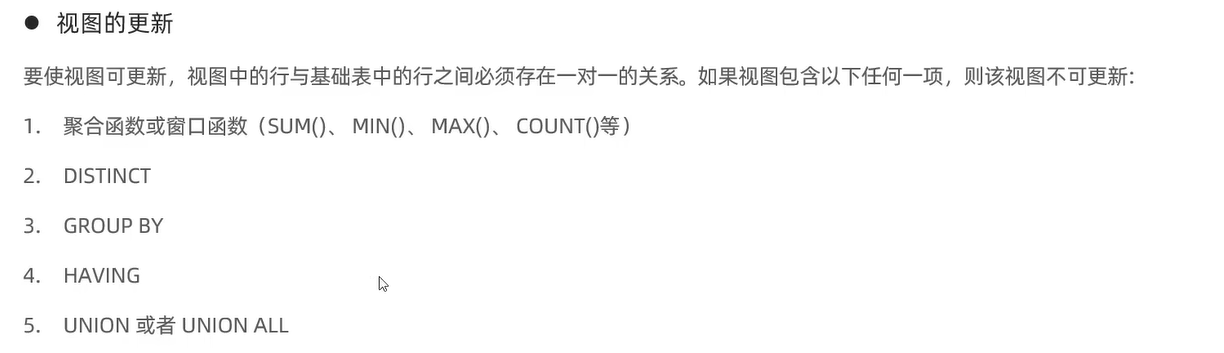 ● 视图的更新
要使视图可更新，视图中的行与基础表中的行之间必须存在一对一的关系。如果视图包含以下任何一项，则该视图不可更新：
1. 聚合函数或窗口函数（SUM()、 MIN()、 MAX()、 COUNT()等）
2. DISTINCT
3. GROUP BY
4. HAVING
5. UNION 或者 UNION ALL